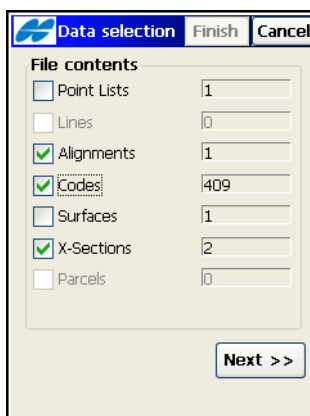 Data selection Finish Cancel
File contents
Point Lists 1
Lines 0
Alignments 1
Codes 409
Surfaces 1
X-Sections 2
Parcels 0
Next >>